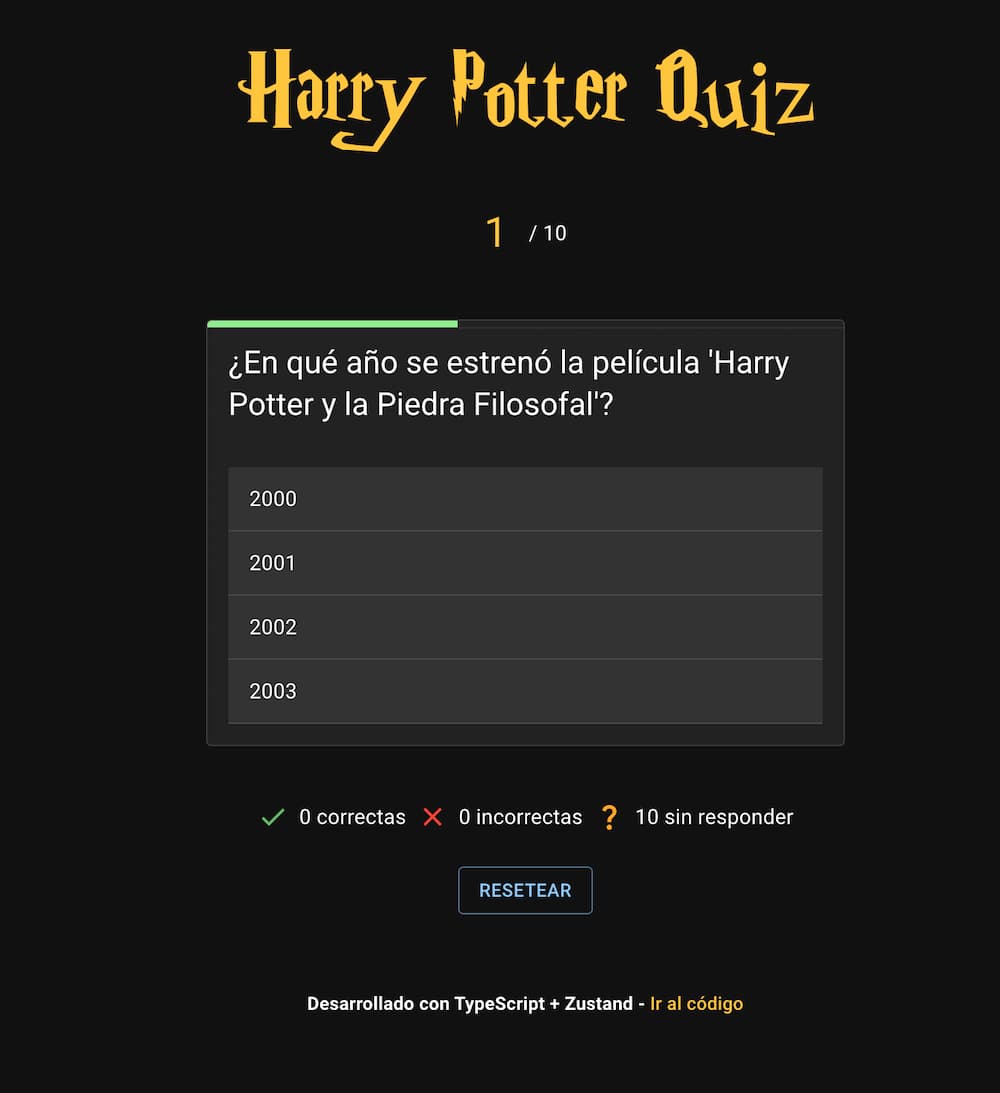 Harry Potter Quiz
1 / 10
¿En qué año se estrenó la película 'Harry
Potter y la Piedra Filosofal'?
2000
2001
2002
2003
0 correctas 0 incorrectas ? 10 sin responder
RESETEAR
Desarrollado con TypeScript + Zustand - Ir al código